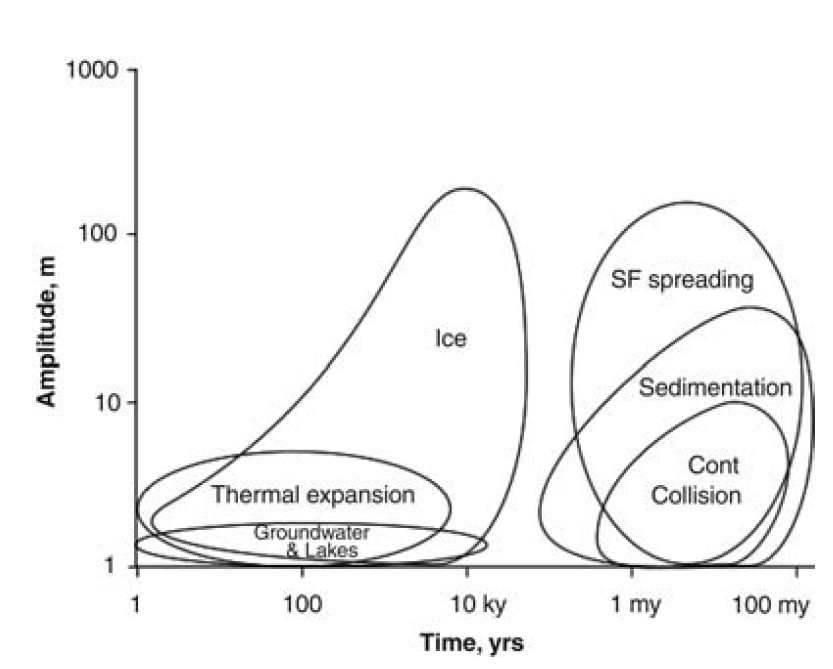 1000
100
10
1
Amplitude, m
Ice
SF spreading
Sedimentation
Cont
Collision
Thermal expansion
Groundwater
& Lakes
1
100
10 ky
1 my
100 my
Time, yrs